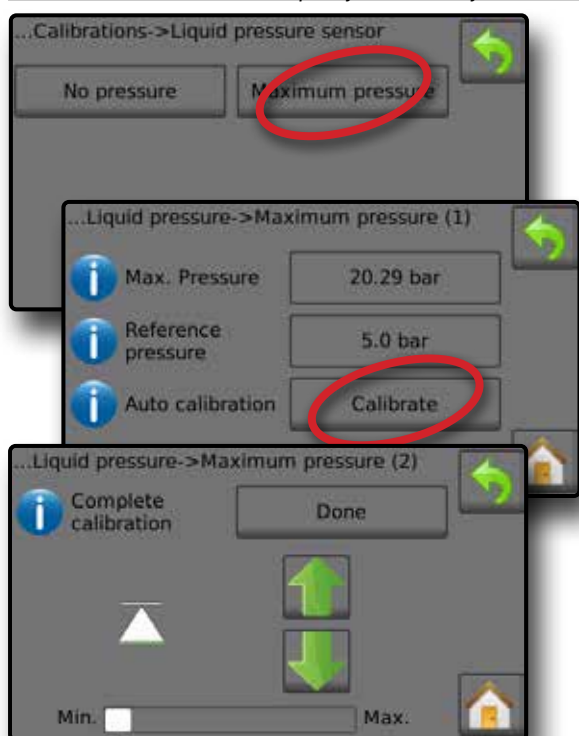 ...Calibrations->Liquid pressure sensor
No pressure
Maximum pressure
...Liquid pressure->Maximum pressure (1)
Max. Pressure
20.29 bar
Reference
pressure
5.0 bar
Auto calibration
Calibrate
...Liquid pressure->Maximum pressure (2)
Complete
calibration
Done
Min.
Max.